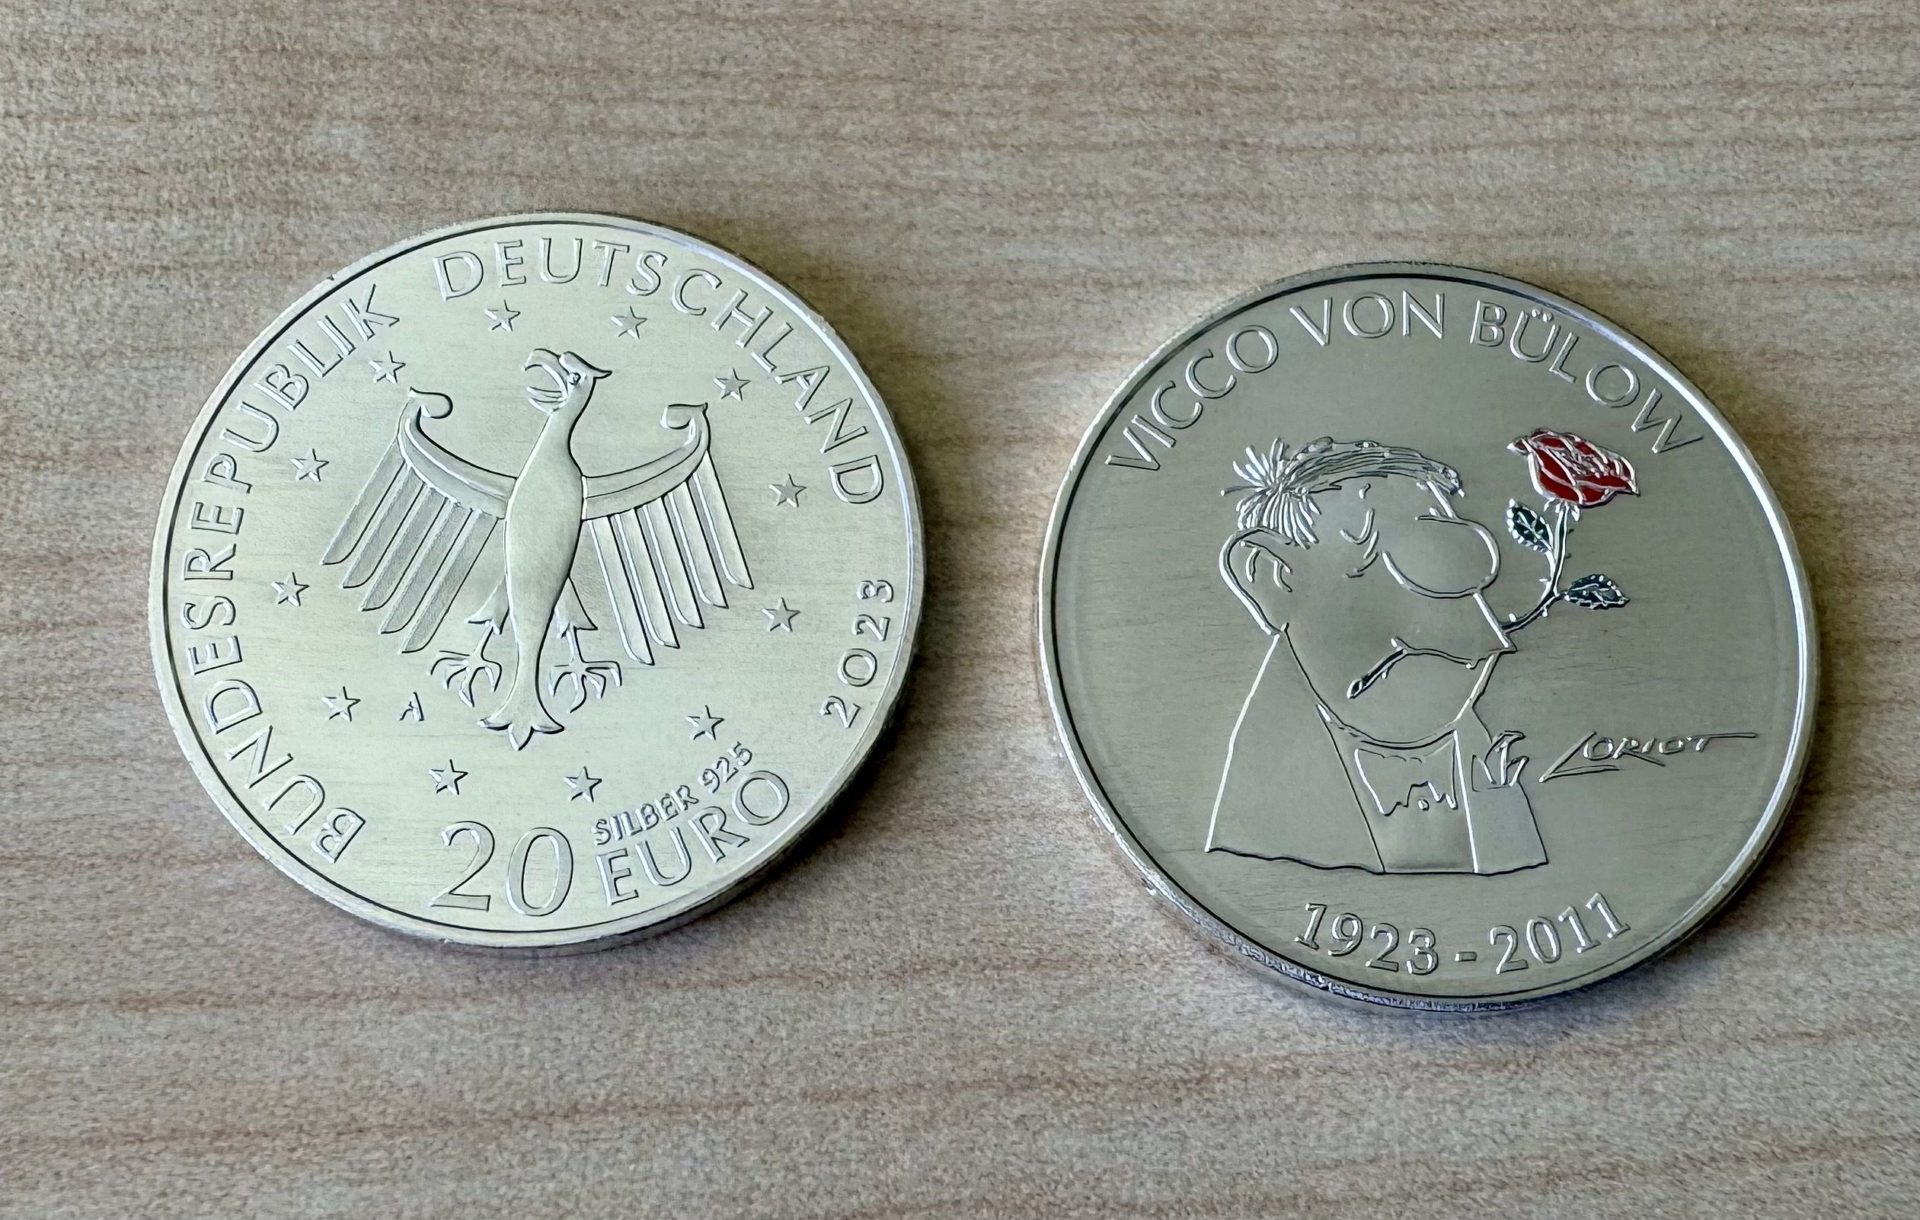 BUNDESREPUBLIK DEUTSCHLAND
2023
A
SILBER 925
20 EURO
VICCO VON BÜLOW
LORIOT
1923 - 2011